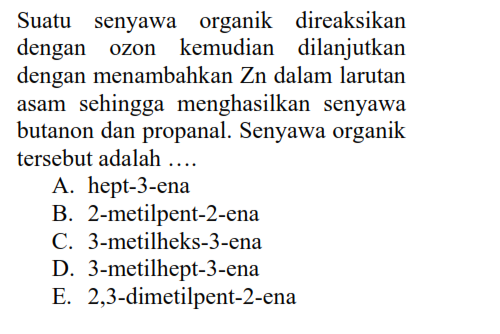 Suatu senyawa organik direaksikan
dengan ozon kemudian dilanjutkan
dengan menambahkan Zn dalam larutan
asam sehingga menghasilkan senyawa
butanon dan propanal. Senyawa organik
tersebut adalah ….
A. hept-3-ena
B. 2-metilpent-2-ena
C. 3-metilheks-3-ena
D. 3-metilhept-3-ena
E. 2,3-dimetilpent-2-ena